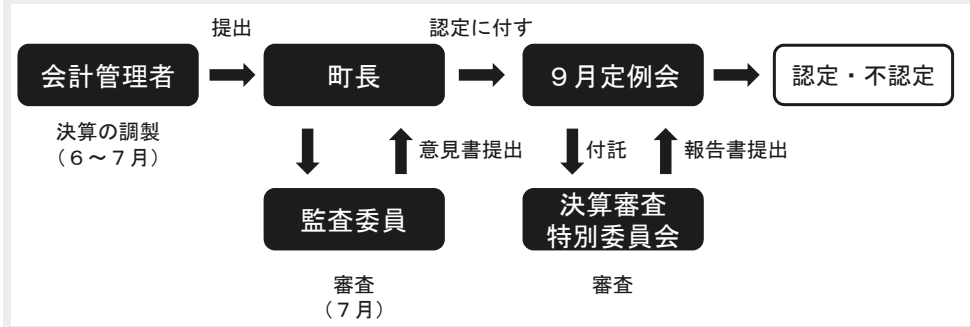 提出
認定に付す
会計管理者
町長
９月定例会
認定・不認定
決算の調製
（６～７月）
意見書提出
付託
報告書提出
監査委員
決算審査
特別委員会
審査
（７月）
審査